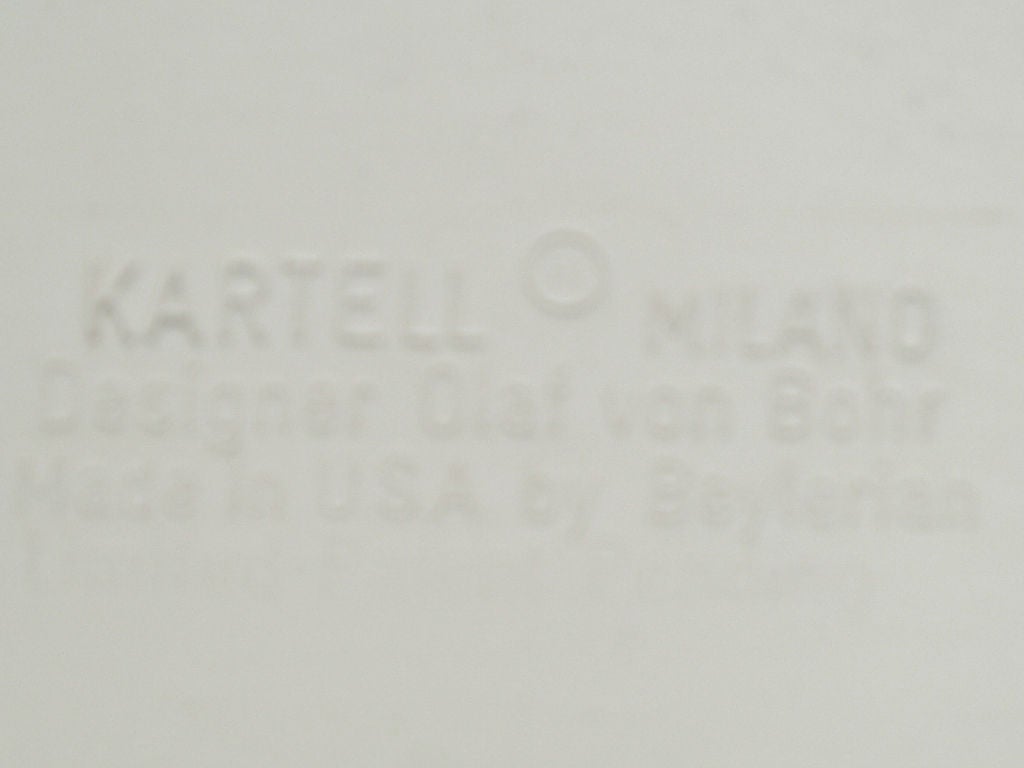 KARTELL MILANO
Designer Olaf von Bohr
Made in USA by Beylerian